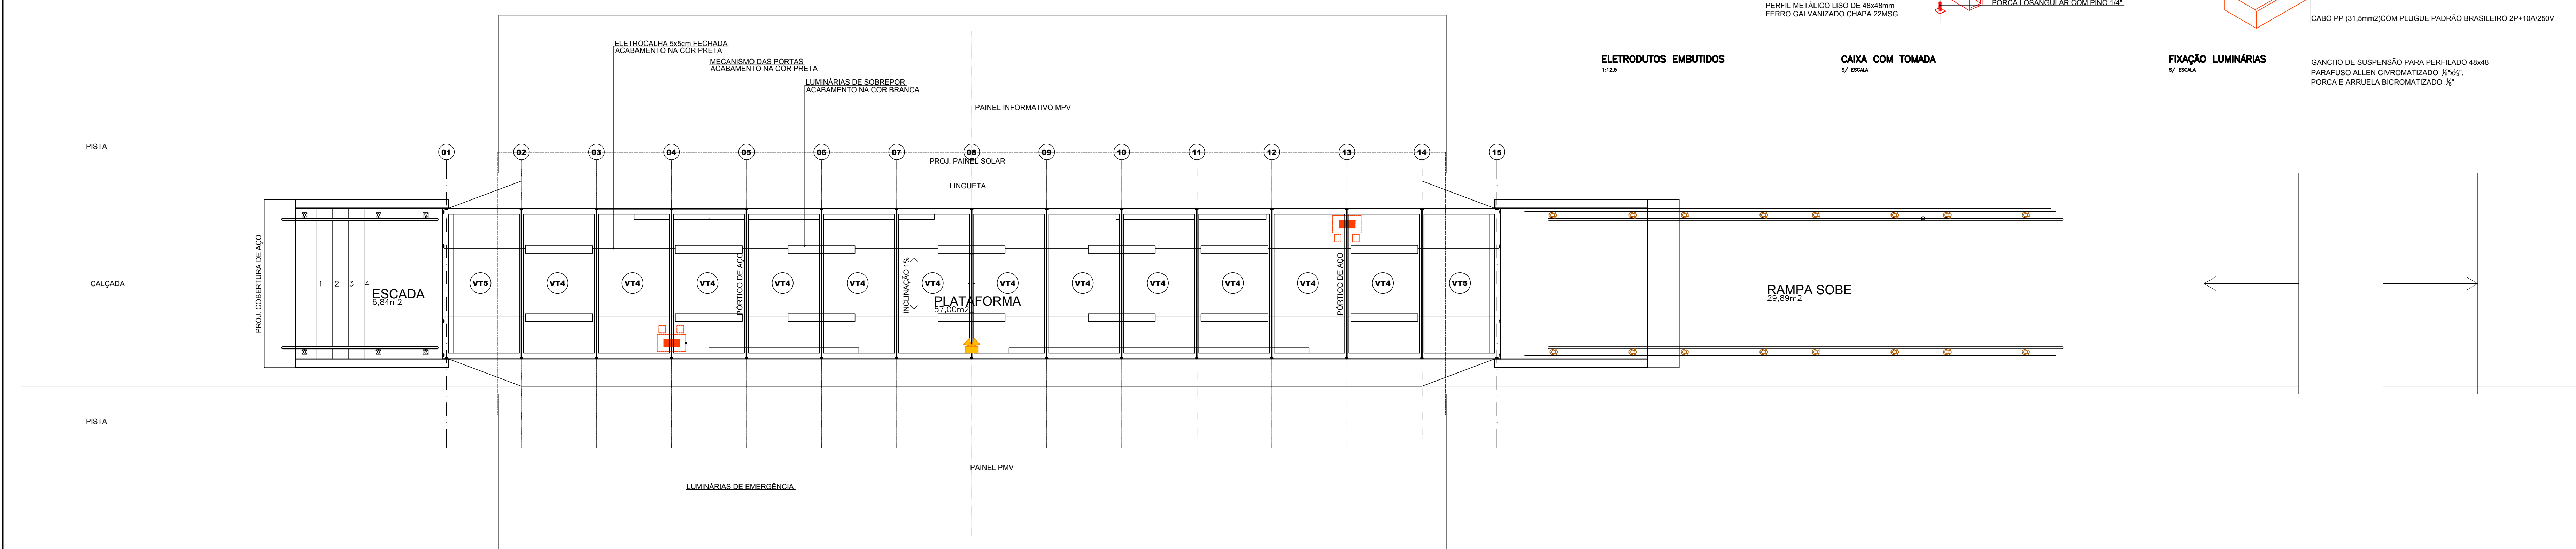 PERFIL METÁLICO LISO DE 48x48mm
FERRO GALVANIZADO CHAPA 22MSG
PORCA LOSANGULAR COM PINO 1/4"
CABO PP (31,5mm2)COM PLUGUE PADRÃO BRASILEIRO 2P+10A/250V
ELETRODUTOS EMBUTIDOS
1:12,5
CAIXA COM TOMADA
S/ ESCALA
FIXAÇÃO LUMINÁRIAS
S/ ESCALA
GANCHO DE SUSPENSÃO PARA PERFILADO 48x48
PARAFUSO ALLEN CIVROMATIZADO
PORCA E ARRUELA BICROMATIZADO
ELETROCALHA 5x5cm FECHADA
ACABAMENTO NA COR PRETA
MECANISMO DAS PORTAS
ACABAMENTO NA COR PRETA
LUMINÁRIAS DE SOBREPOR
ACABAMENTO NA COR BRANCA
PAINEL INFORMATIVO MPV
PISTA
01 02 03 04 05 06 07 08 09 10 11 12 13 14 15
PROJ. PAINEL SOLAR
LINGUETA
PROJ. COBERTURA DE AÇO
CALÇADA
1 2 3 4
ESCADA
6,84m2
VT5 VT4 VT4 VT4 VT4 VT4 VT4 VT4 VT4 VT4 VT4 VT4 VT4 VT5
PÓRTICO DE AÇO
INCLINAÇÃO 1%
PLATAFORMA
57,00m2
PÓRTICO DE AÇO
RAMPA SOBE
29,89m2
PISTA
PAINEL PMV
LUMINÁRIAS DE EMERGÊNCIA